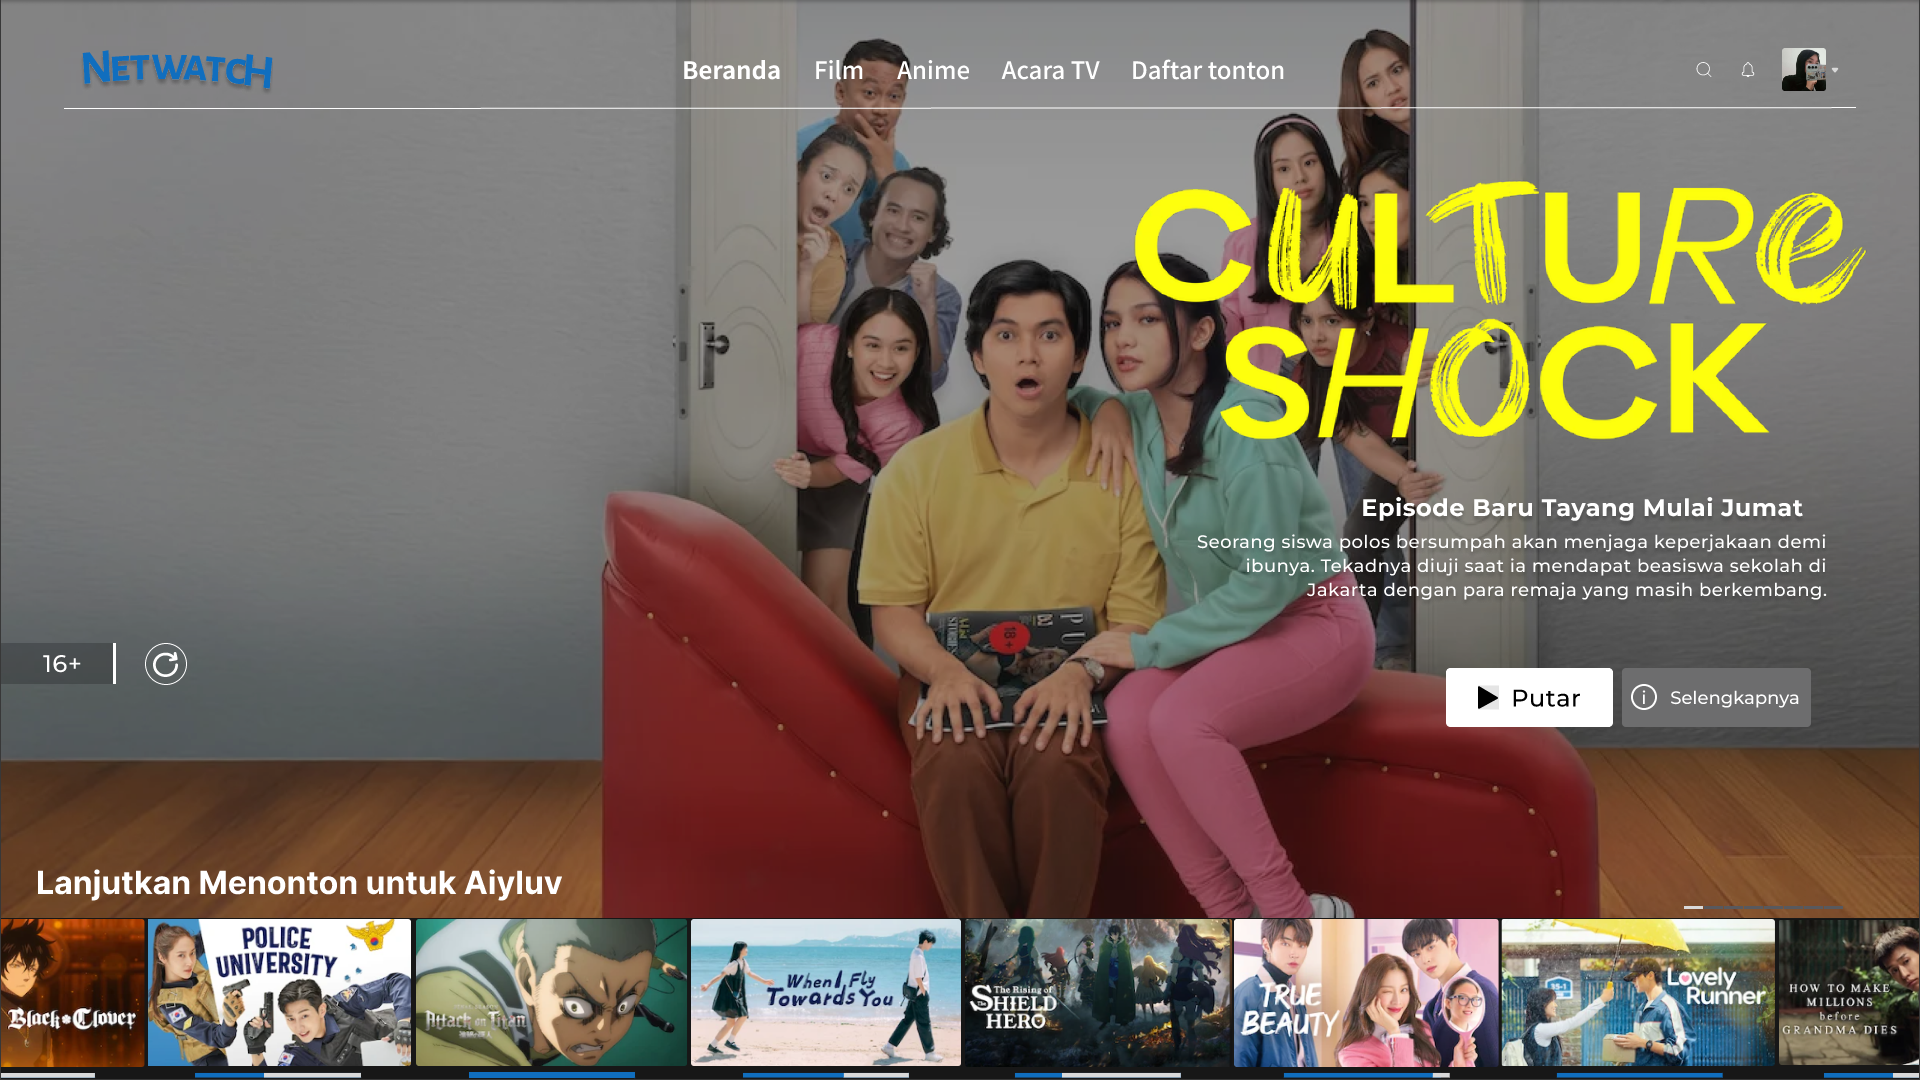 NETWATCH
Beranda
Film
Anime
Acara TV
Daftar tonton
CULTURE
SHOCK
Episode Baru Tayang Mulai Jumat
Seorang siswa polos bersumpah akan menjaga keperjakaan demi
ibunya. Tekadnya diuji saat ia mendapat beasiswa sekolah di
Jakarta dengan para remaja yang masih berkembang.
18+
16+
Putar
Selengkapnya
Lanjutkan Menonton untuk Aiyluv
Black Clover
POLICE
UNIVERSITY
Attack on Titan
When I Fly
Towards You
The Rising of
SHIELD
HERO
TRUE
BEAUTY
95-1
Lovely
Runner
HOW TO MAKE
MILLIONS
before
GRANDMA DIES